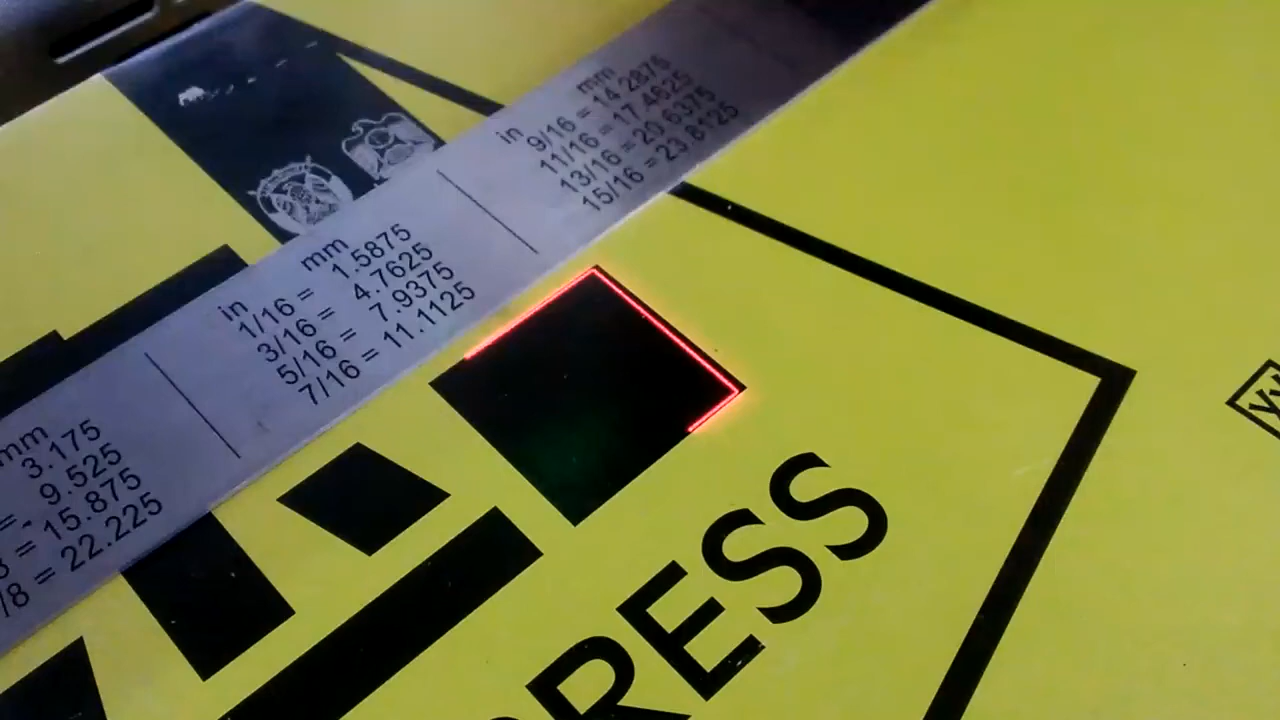 in mm
9/16 = 14.2875
11/16 = 17.4625
13/16 = 20.6375
15/16 = 23.8125
in mm
1/16 = 1.5875
3/16 = 4.7625
5/16 = 7.9375
7/16 = 11.1125
mm
3.175
= 9.525
= 15.875
/8 = 22.225
RESS